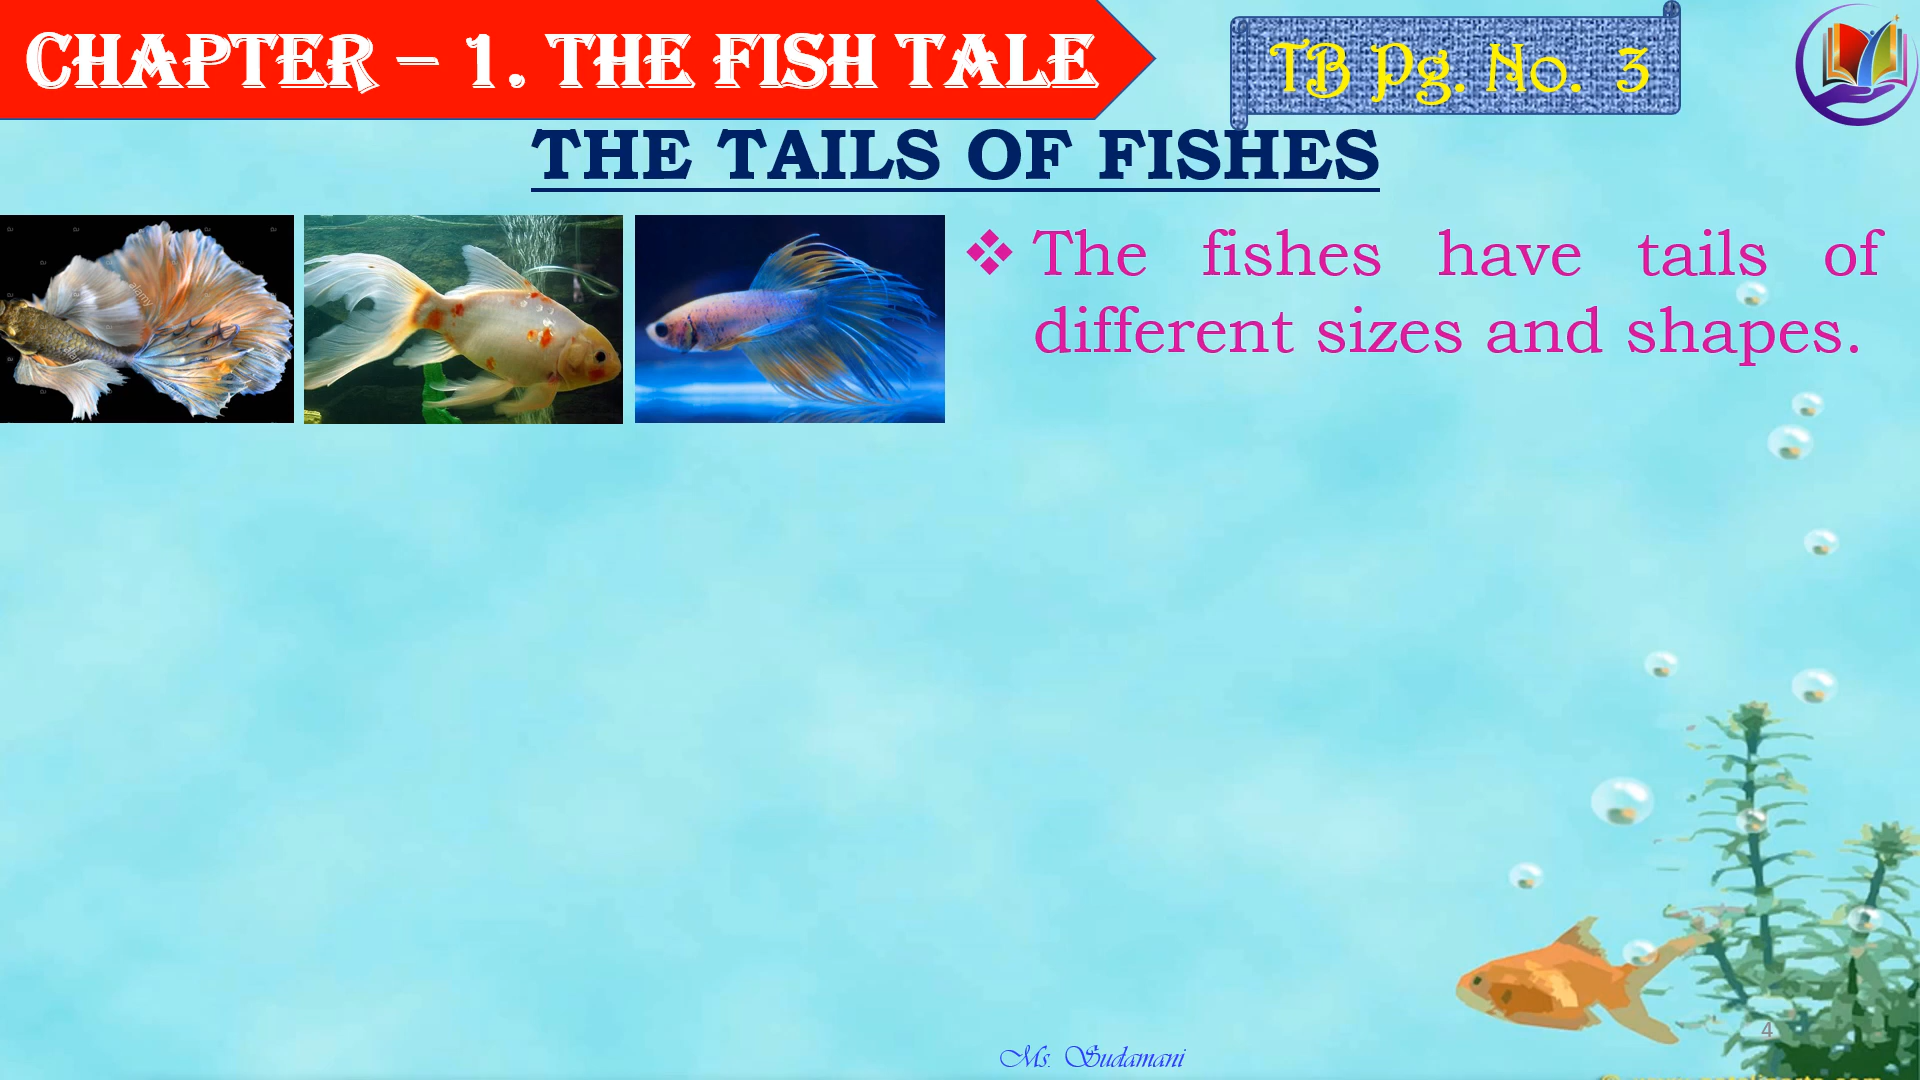 CHAPTER – 1. THE FISH TALE
TB Pg. No. 3
THE TAILS OF FISHES
❖ The fishes have tails of
different sizes and shapes.
alamy
4
Ms. Sudamani